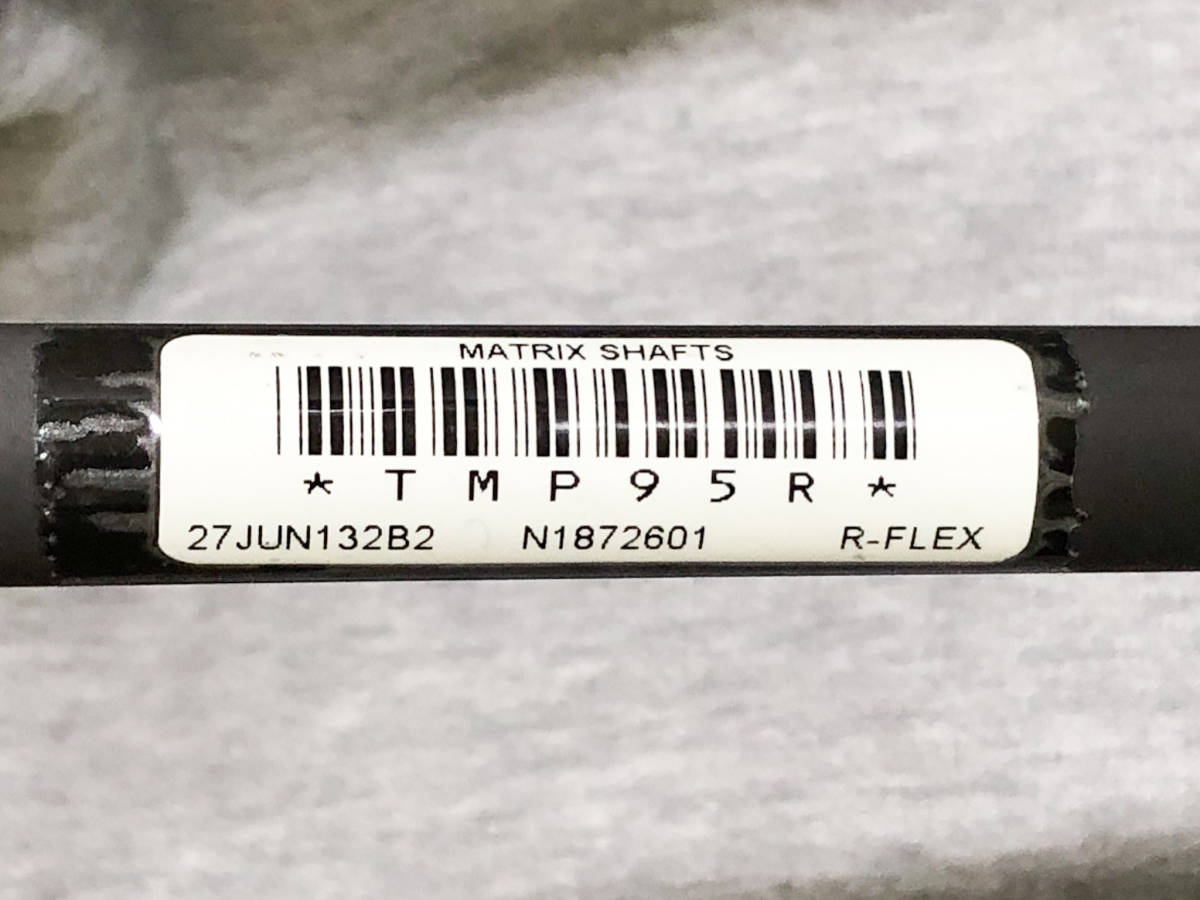 MATRIX SHAFTS
*TMP95R*
27JUN132B2 N1872601 R-FLEX